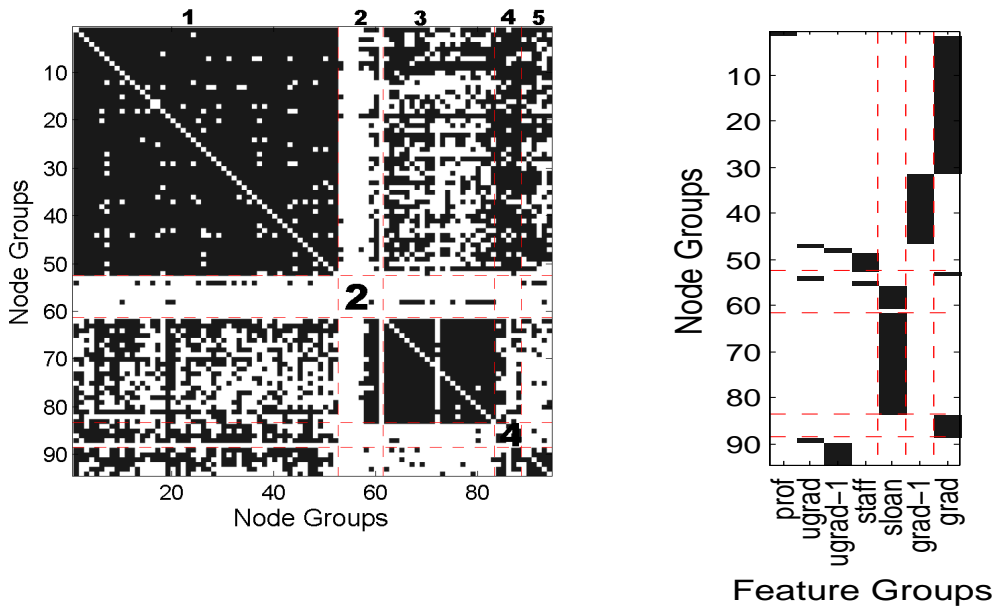 1 2 3 4 5
10
20
30
40
50
60
70
80
90
Node Groups
2
4
20 40 60 80
Node Groups
10
20
30
40
50
60
70
80
90
Node Groups
prof
ugrad
ugrad-1
staff
sloan
grad-1
grad
Feature Groups